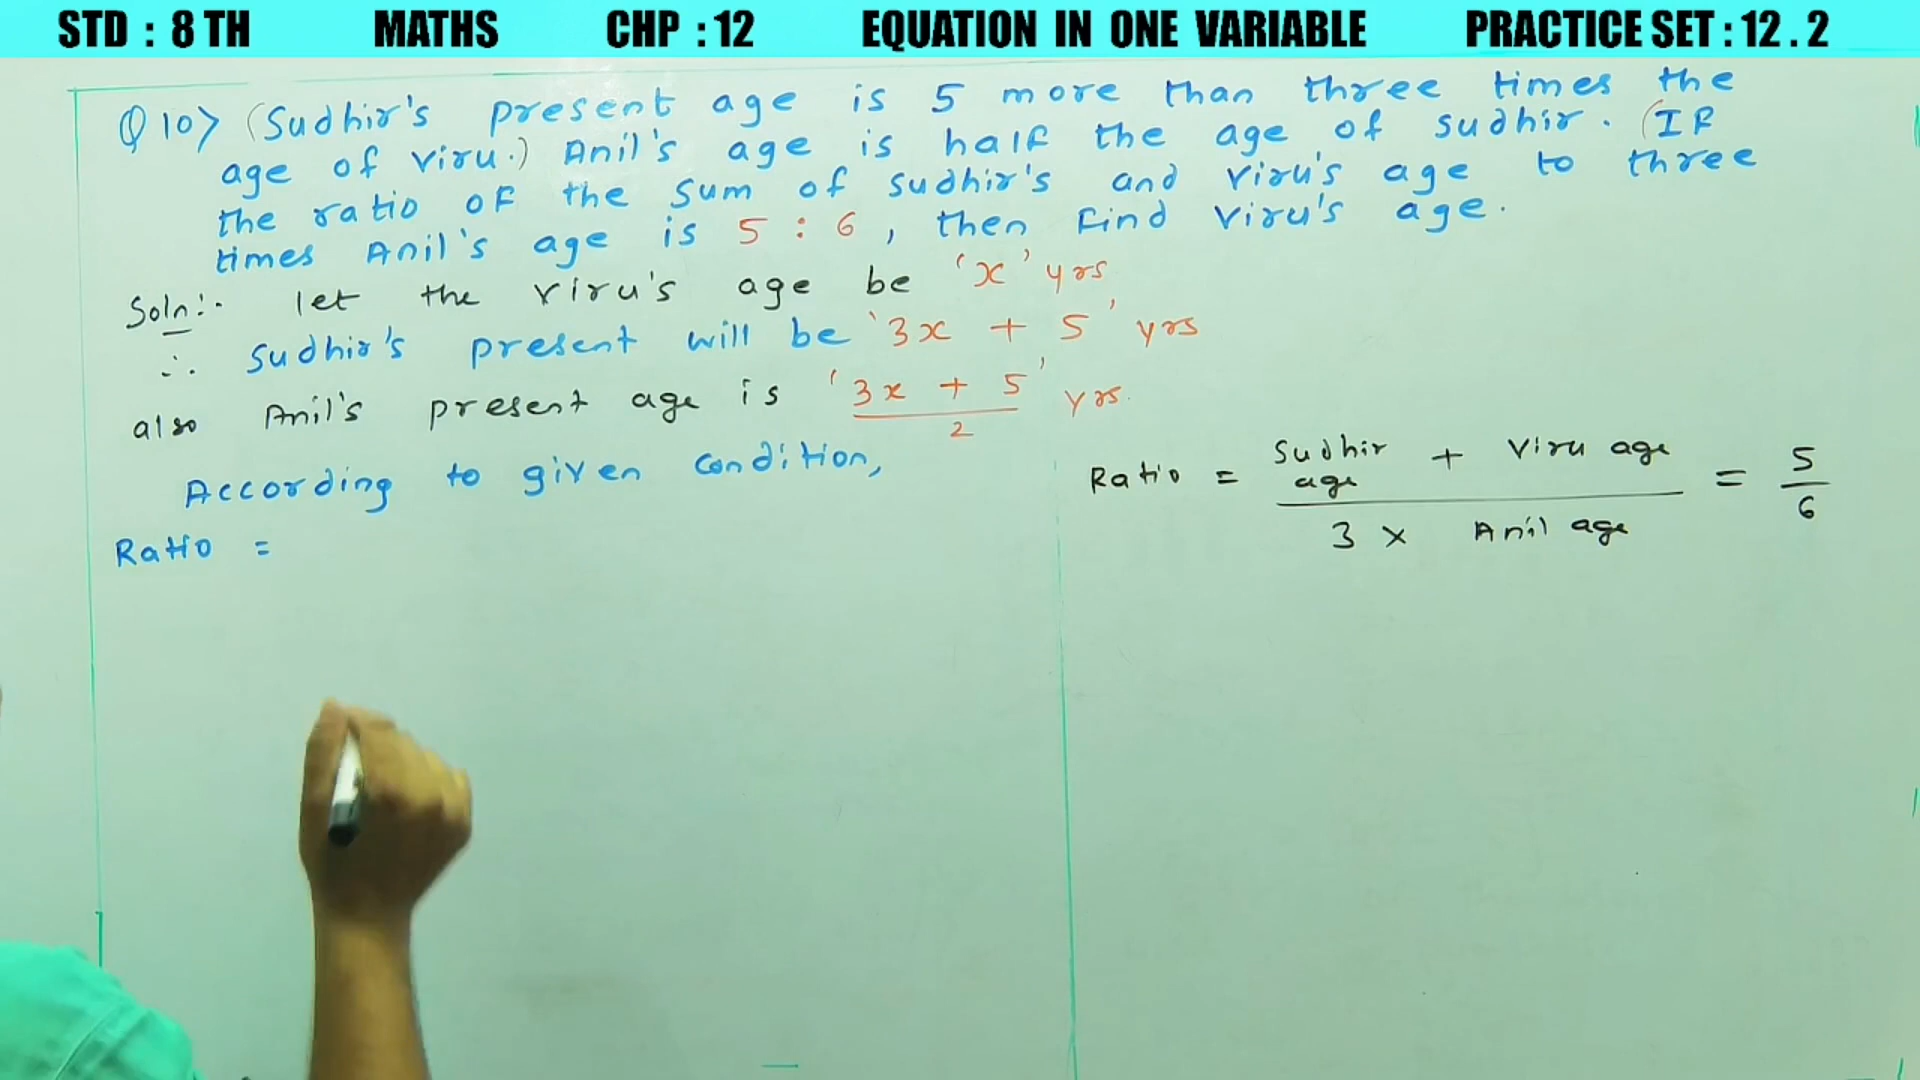 STD : 8 TH MATHS CHP : 12 EQUATION IN ONE VARIABLE PRACTICE SET : 12 . 2
Q 10> (Sudhir's present age is 5 more than three times the
age of viru.) Anil's age is half the age of sudhir. (IF
the ratio OF the sum of sudhir's and viru's age to three
times Anil's age is 5 : 6 , then Find viru's age.
Soln:- let the viru's age be 'x' yrs
∴ Sudhir's present will be '3x + 5' yrs
also Anil's present age is '3x + 5' yrs.
2
According to given condition,
Ratio =
Ratio = Sudhir age + Viru age = 5
3 × Anil age 6